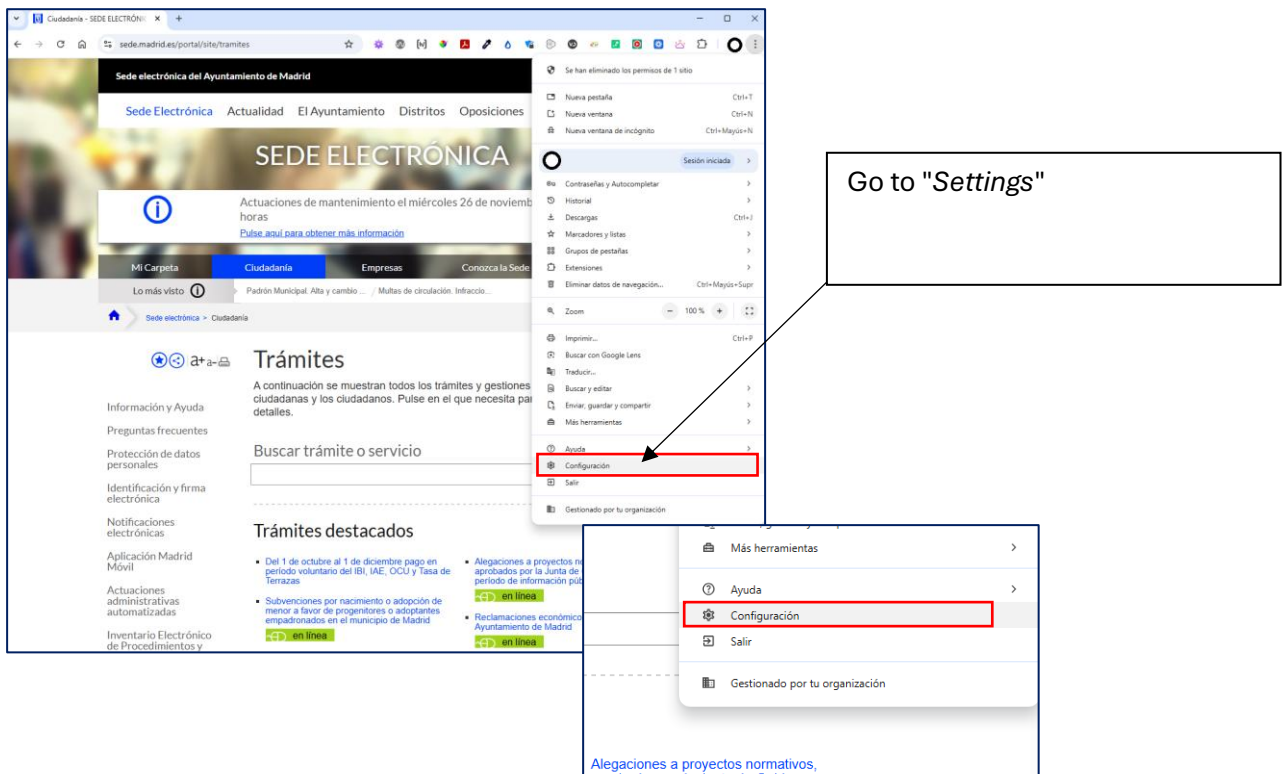 Ciudadanía - SEDE ELECTRÓNI
sede.madrid.es/portal/site/tramites
Sede electrónica del Ayuntamiento de Madrid
Sede Electrónica Actualidad El Ayuntamiento Distritos Oposiciones
SEDE ELECTRÓNICA
Actuaciones de mantenimiento el miércoles 26 de noviemb
horas
Pulse aquí para obtener más información
Mi Carpeta Ciudadanía Empresas Conozca la Sede
Lo más visto Padrón Municipal. Alta y cambio ... / Multas de circulación. Infraccio...
Sede electrónica > Ciudadanía
a+ a-
Trámites
A continuación se muestran todos los trámites y gestiones
ciudadanas y los ciudadanos. Pulse en el que necesita pa
detalles.
Buscar trámite o servicio
Información y Ayuda
Preguntas frecuentes
Protección de datos
personales
Identificación y firma
electrónica
Notificaciones
electrónicas
Aplicación Madrid
Móvil
Actuaciones
administrativas
automatizadas
Inventario Electrónico
de Procedimientos y
Trámites destacados
Del 1 de octubre al 1 de diciembre pago en
período voluntario del IBI, IAE, OCU y Tasa de
Terrazas
Subvenciones por nacimiento o adopción de
menor a favor de progenitores o adoptantes
empadronados en el municipio de Madrid
en línea
Alegaciones a proyectos n
aprobados por la Junta de
período de información púb
en línea
Reclamaciones económico
Ayuntamiento de Madrid
en línea
Se han eliminado los permisos de 1 sitio
Nueva pestaña Ctrl+T
Nueva ventana Ctrl+N
Nueva ventana de incógnito Ctrl+Mayús+N
Sesión iniciada
Contraseñas y Autocompletar
Historial
Descargas Ctrl+J
Marcadores y listas
Grupos de pestañas
Extensiones
Eliminar datos de navegación... Ctrl+Mayús+Supr
Zoom - 100 % +
Imprimir... Ctrl+P
Buscar con Google Lens
Traducir...
Buscar y editar
Enviar, guardar y compartir
Más herramientas
Ayuda
Configuración
Salir
Gestionado por tu organización
Go to "Settings"
Más herramientas
Ayuda
Configuración
Salir
Gestionado por tu organización
Alegaciones a proyectos normativos,